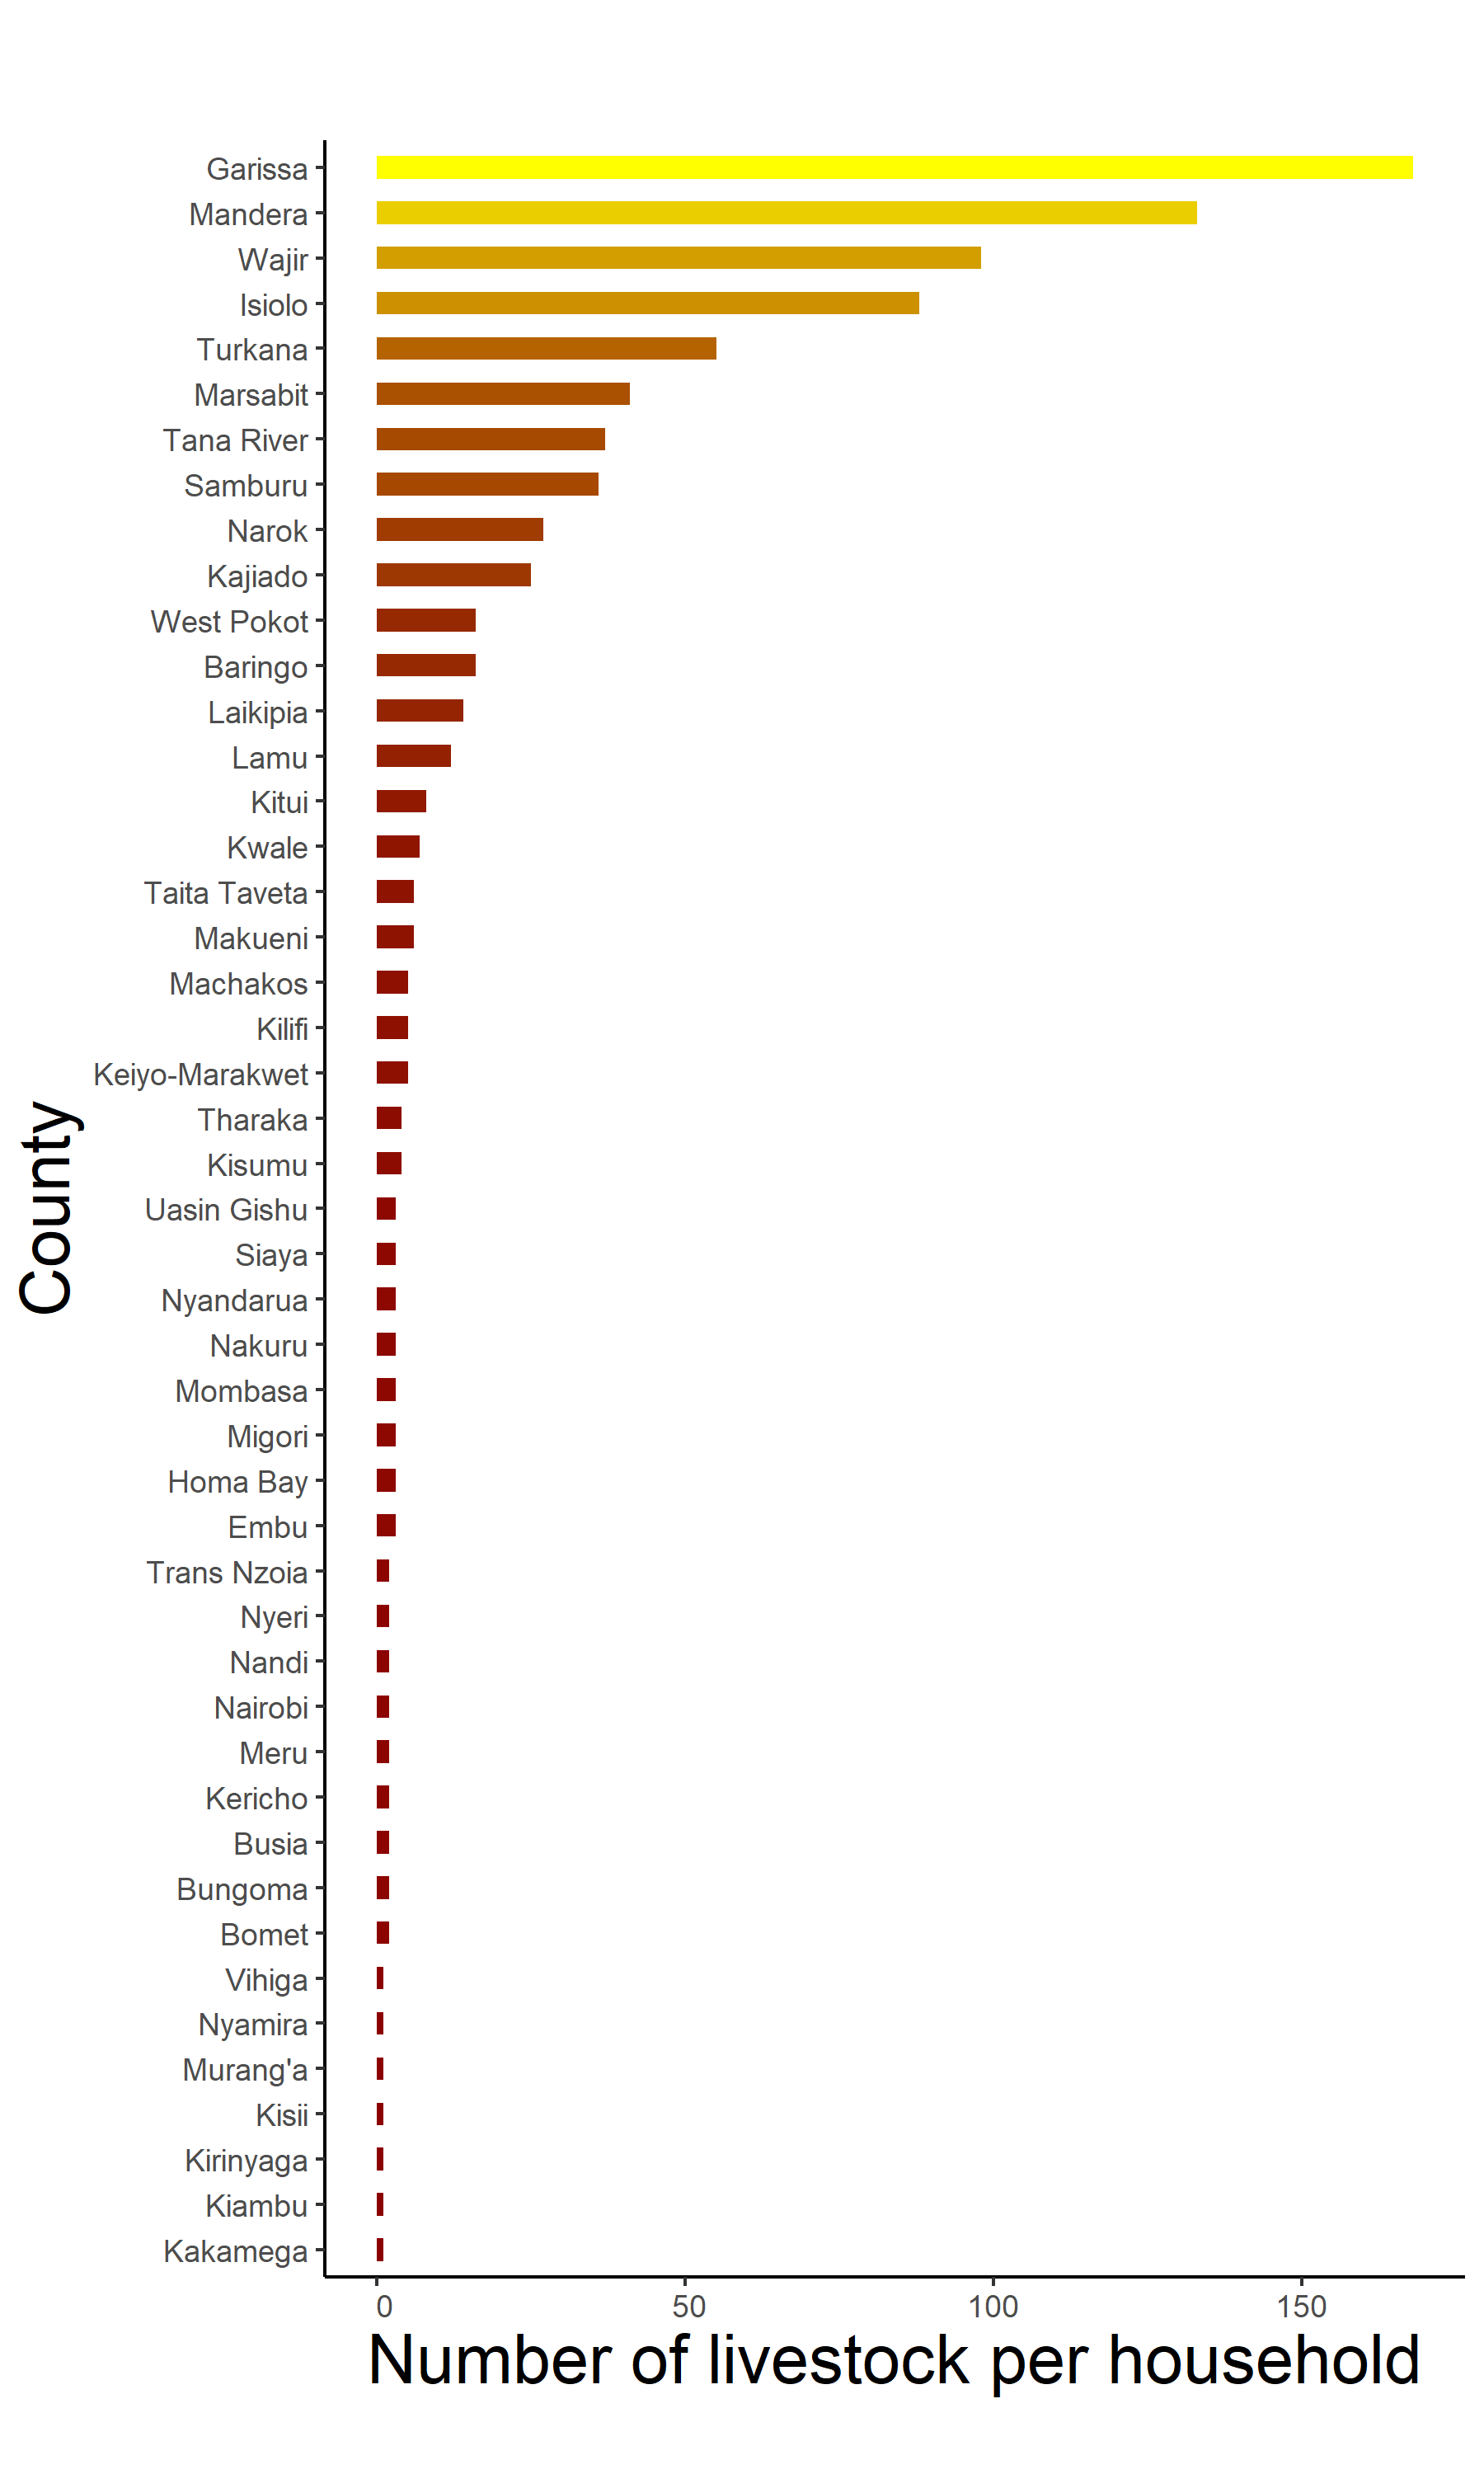 Garissa
Mandera
Wajir
Isiolo
Turkana
Marsabit
Tana River
Samburu
Narok
Kajiado
West Pokot
Baringo
Laikipia
Lamu
Kitui
Kwale
Taita Taveta
Makueni
Machakos
Kilifi
Keiyo-Marakwet
Tharaka
Kisumu
Uasin Gishu
Siaya
Nyandarua
Nakuru
Mombasa
Migori
Homa Bay
Embu
Trans Nzoia
Nyeri
Nandi
Nairobi
Meru
Kericho
Busia
Bungoma
Bomet
Vihiga
Nyamira
Murang'a
Kisii
Kirinyaga
Kiambu
Kakamega
County
0 50 100 150
Number of livestock per household